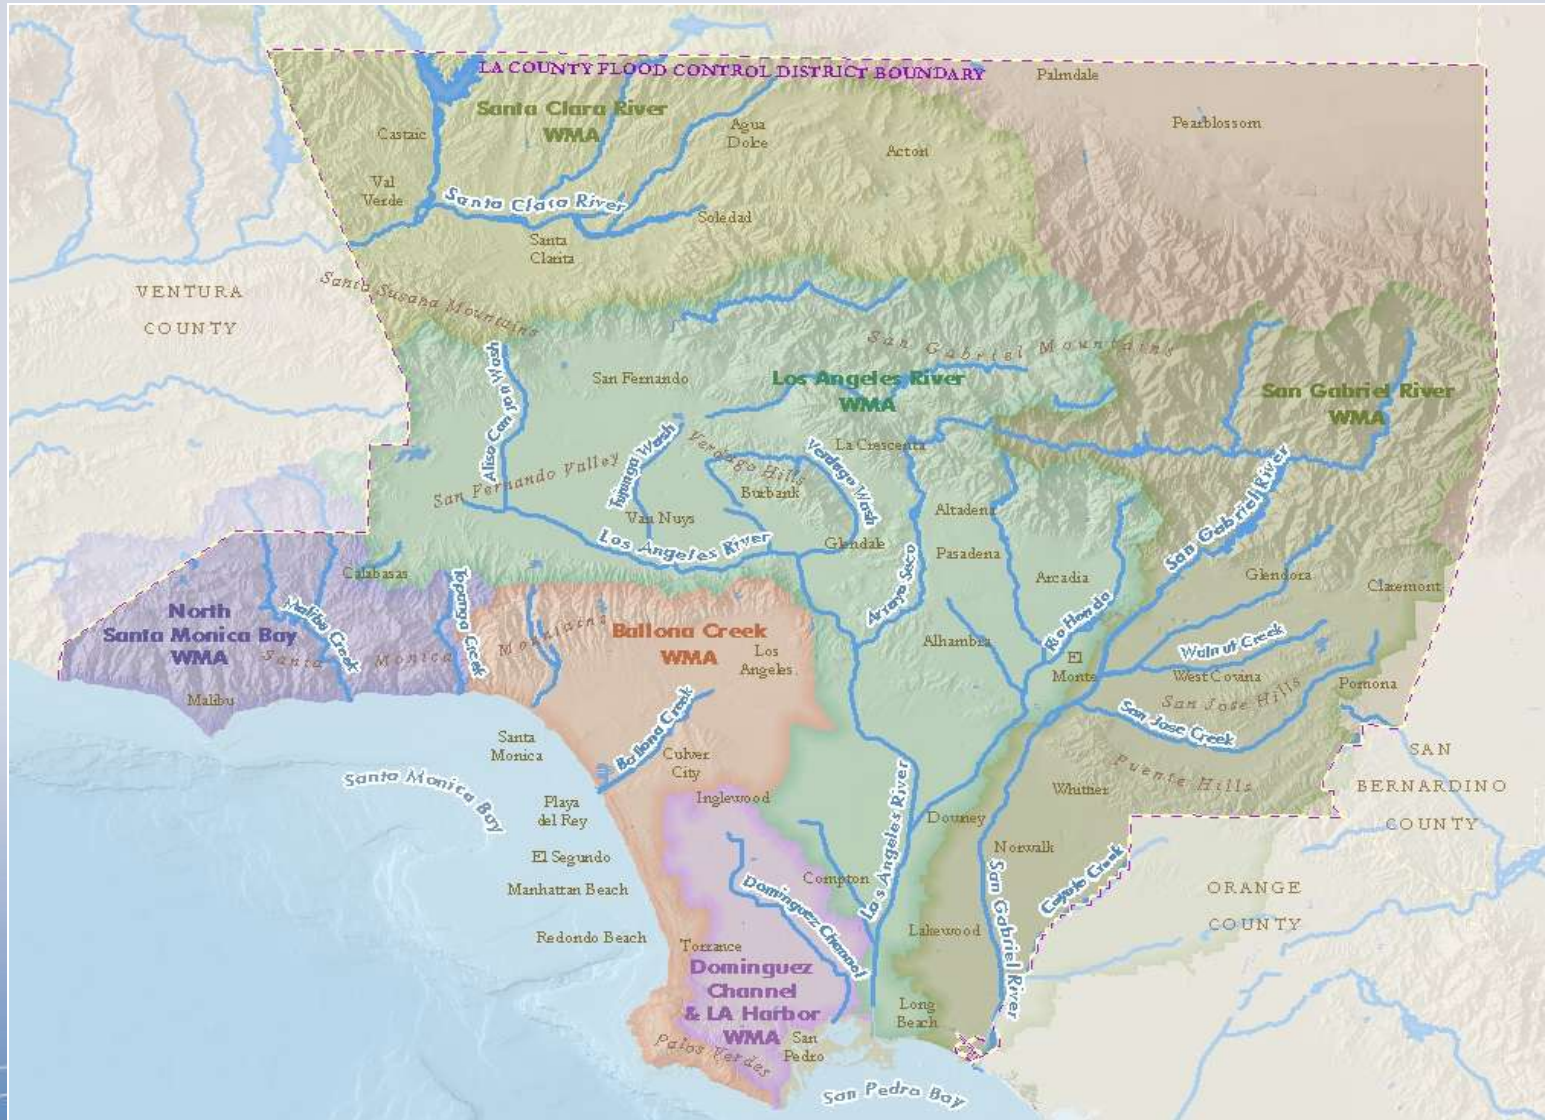 LA COUNTY FLOOD CONTROL DISTRICT BOUNDARY
Palmdale
Santa Clara River
WMA
Pearblossom
Castaic
Agua
Dolce
Acton
Val
Verde
Santa Clara River
Soledad
Santa
Clarita
VENTURA
COUNTY
Santa Susana Mountains
San Gabriel Mountains
San Fernando
Los Angeles River
WMA
San Gabriel River
WMA
Aliso Canyon Wash
Tujunga Wash
Verdugo Hills
Verdugo Wash
La Crescenta
San Fernando Valley
Burbank
Van Nuys
Altadena
San Gabriel River
Los Angeles River
Glendale
Pasadena
Arroyo Seco
Arcadia
Glendora
Claremont
Calabasas
North
Santa Monica Bay
WMA
Malibu Creek
Topanga Creek
Santa Monica Mountains
Ballona Creek
WMA
Los
Angeles
Alhambra
Rio Hondo
El
Monte
Walnut Creek
West Covina
San Jose Hills
Pomona
Malibu
San Jose Creek
Santa
Monica
Ballona Creek
Culver
City
Puente Hills
SAN
BERNARDINO
COUNTY
Santa Monica Bay
Inglewood
Whittier
Playa
del Rey
Los Angeles River
Downey
El Segundo
Norwalk
Manhattan Beach
Compton
Dominguez Channel
San Gabriel River
Coyote Creek
ORANGE
COUNTY
Redondo Beach
Torrance
Lakewood
Dominguez
Channel
& LA Harbor
WMA
Long
Beach
San
Pedro
Palos Verdes
San Pedro Bay